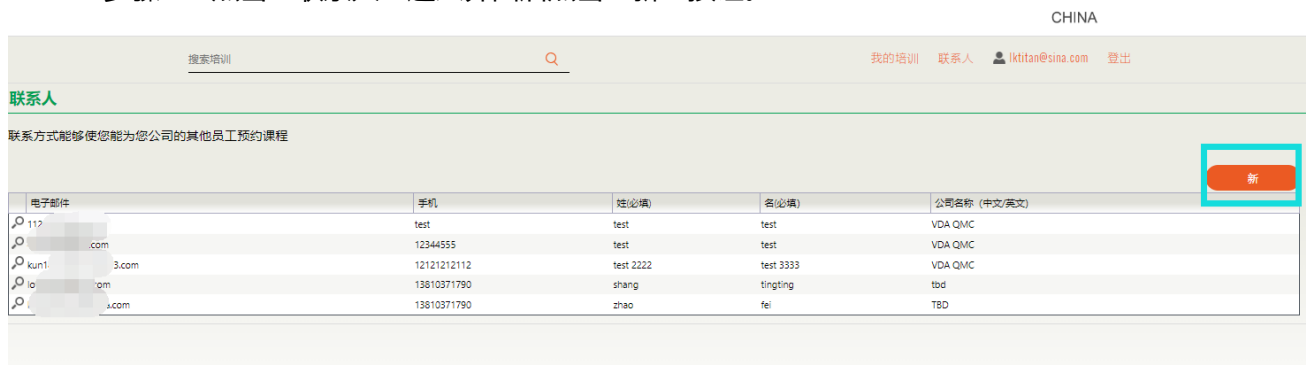 CHINA
搜索培训 我的培训 联系人 lktitan@sina.com 登出
联系人
联系方式能够使您能为您公司的其他员工预约课程
新
电子邮件 手机 姓(必填) 名(必填) 公司名称 (中文/英文)
112 test test test VDA QMC
.com 12344555 test test VDA QMC
kun1 3.com 12121212112 test 2222 test 3333 VDA QMC
lo om 13810371790 shang tingting tbd
.com 13810371790 zhao fei TBD